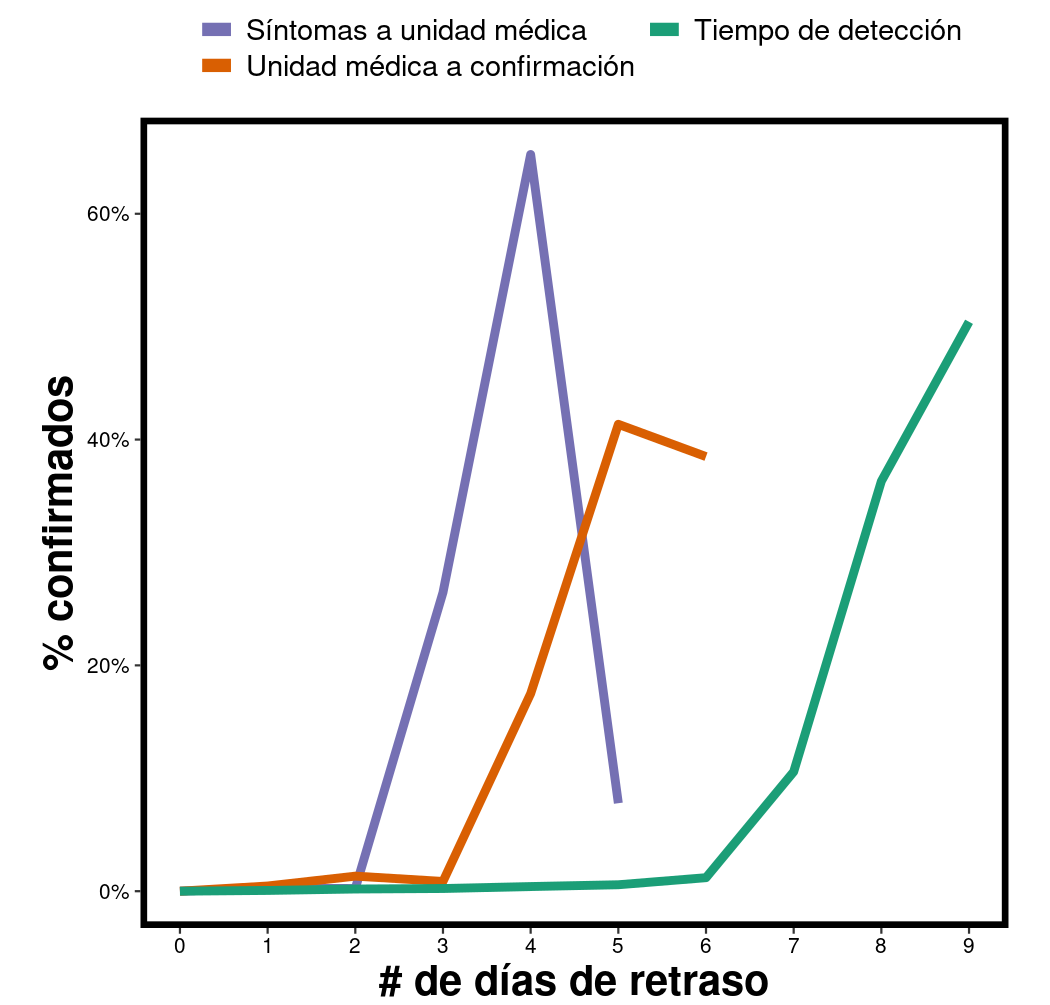 Síntomas a unidad médica
Tiempo de detección
Unidad médica a confirmación
60%
40%
20%
0%
% confirmados
0 1 2 3 4 5 6 7 8 9
# de días de retraso